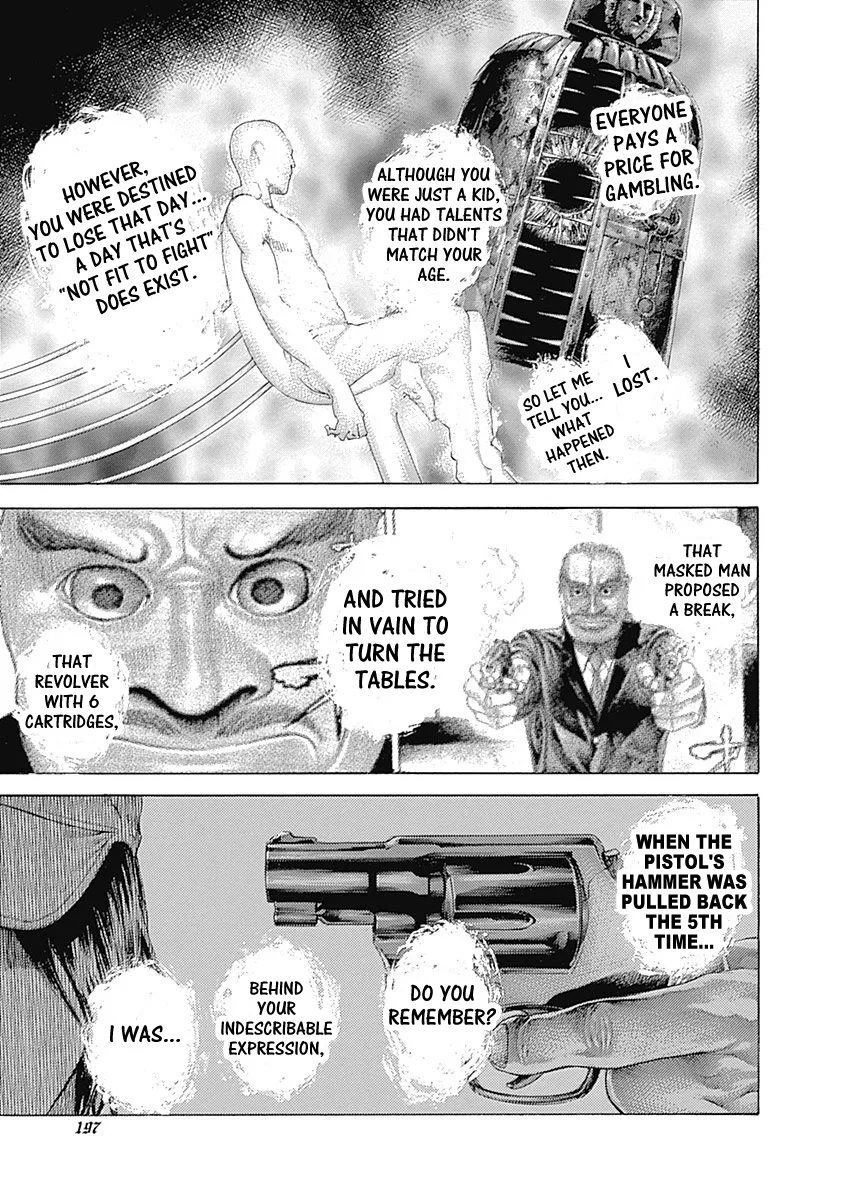 EVERYONE
PAYS A
PRICE FOR
GAMBLING.
ALTHOUGH YOU
WERE JUST A KID,
YOU HAD TALENTS
THAT DIDN'T
MATCH YOUR
AGE.
HOWEVER,
YOU WERE DESTINED
TO LOSE THAT DAY...
A DAY THAT'S
"NOT FIT TO FIGHT"
DOES EXIST.
I
LOST.
SO LET ME
TELL YOU...
WHAT
HAPPENED
THEN.
THAT
MASKED MAN
PROPOSED
A BREAK,
AND TRIED
IN VAIN TO
TURN THE
TABLES.
THAT
REVOLVER
WITH 6
CARTRIDGES,
WHEN THE
PISTOL'S
HAMMER WAS
PULLED BACK
THE 5TH
TIME...
DO YOU
REMEMBER?
BEHIND
YOUR
INDESCRIBABLE
EXPRESSION,
I WAS...
197